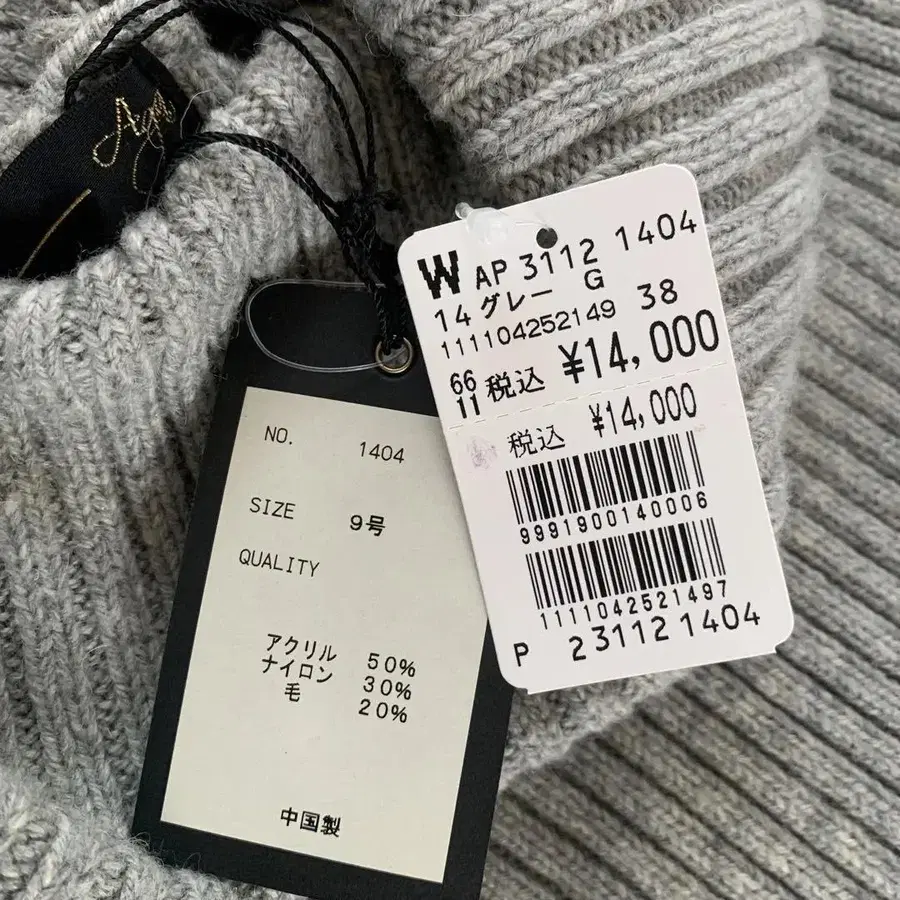 W AP 3112 1404
14 グレー G
111104252149 38
66
11 税込 ¥14,000
税込 ¥14,000
9991900140006
1111042521497
P 231121404
NO. 1404
SIZE 9号
QUALITY
アクリル 50%
ナイロン 30%
毛 20%
中国製